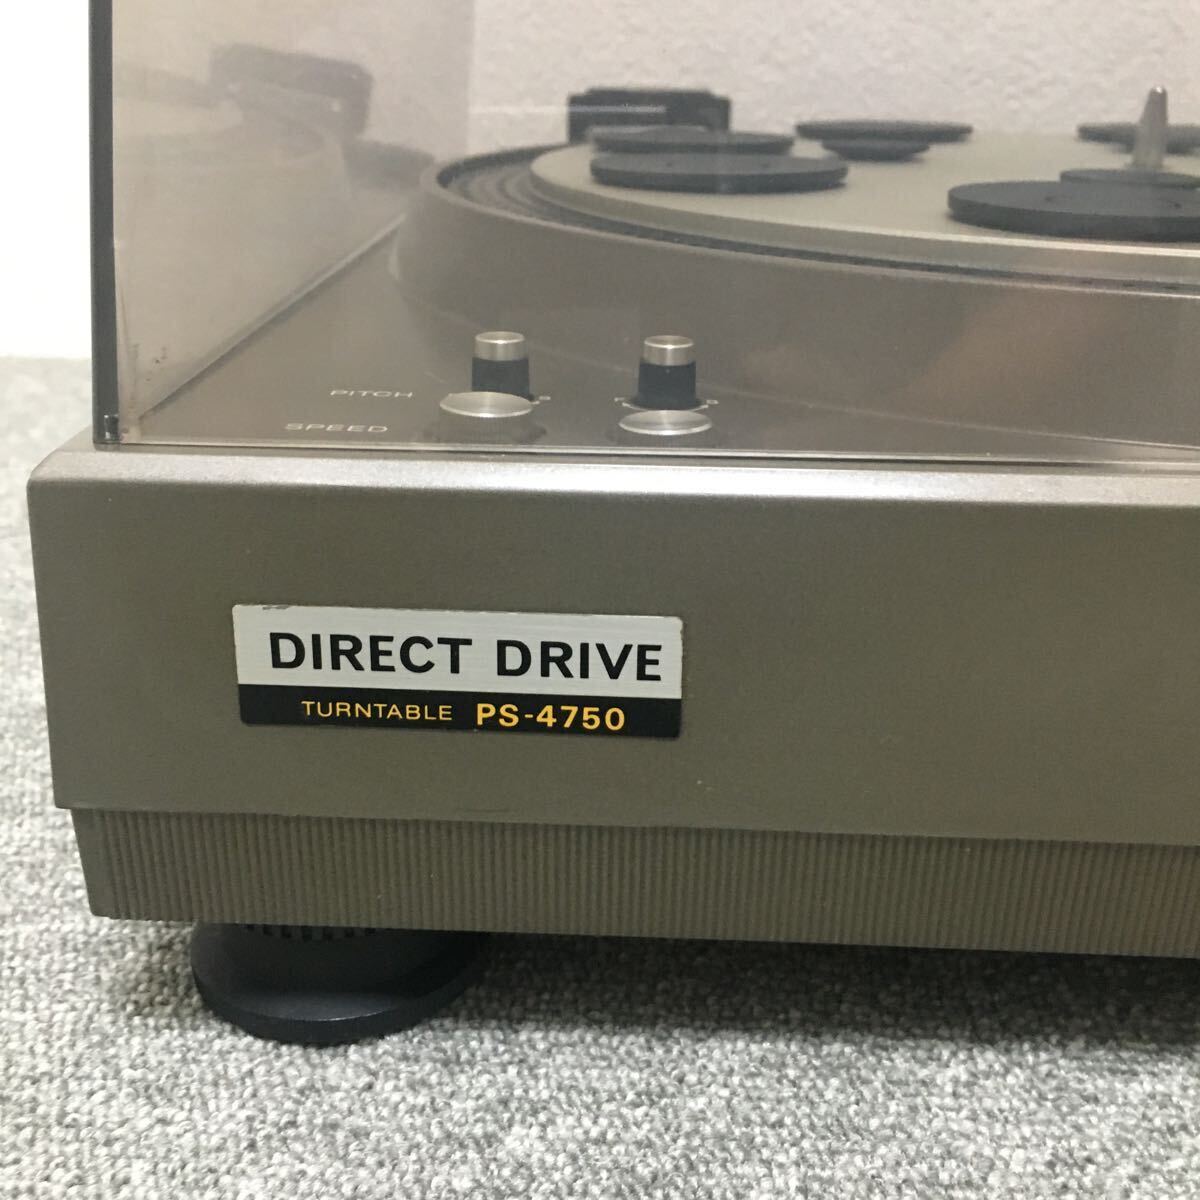 PITCH
SPEED
DIRECT DRIVE
TURNTABLE PS-4750